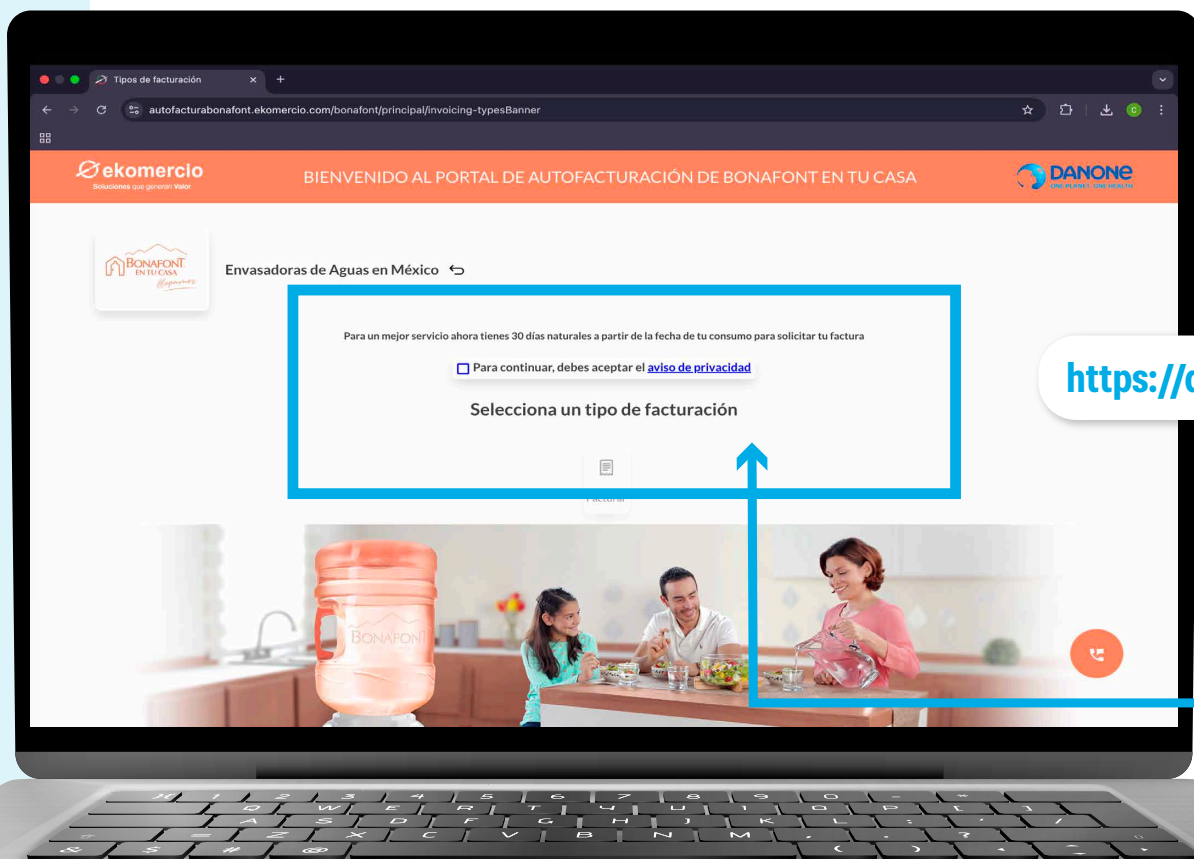 Tipos de facturación
autofacturabonafont.ekomercio.com/bonafont/principal/invoicing-typesBanner
C
ekomercio
Soluciones que generan Valor
BIENVENIDO AL PORTAL DE AUTOFACTURACIÓN DE BONAFONT EN TU CASA
DANONE
ONE PLANET. ONE HEALTH
BONAFONT
EN TU CASA
Envasadoras de Aguas en México
Para un mejor servicio ahora tienes 30 días naturales a partir de la fecha de tu consumo para solicitar tu factura
Para continuar, debes aceptar el aviso de privacidad
https://
Selecciona un tipo de facturación
Facturar
BONAFONT